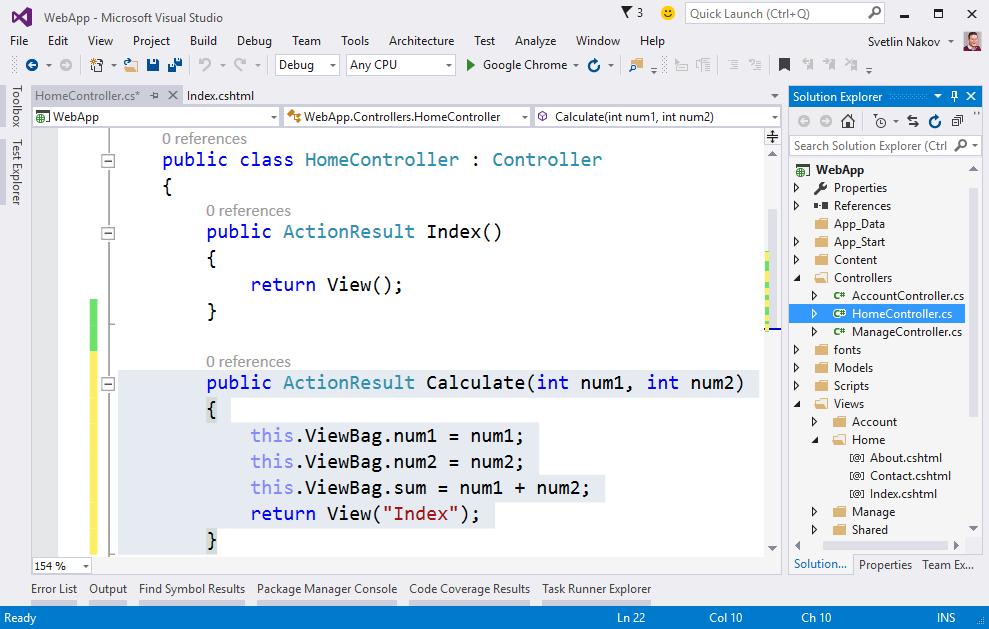 WebApp - Microsoft Visual Studio
3
Quick Launch (Ctrl+Q)
File Edit View Project Build Debug Team Tools Architecture Test Analyze Window Help
Svetlin Nakov
Debug Any CPU Google Chrome
Toolbox
Test Explorer
HomeController.cs* Index.cshtml
WebApp WebApp.Controllers.HomeController Calculate(int num1, int num2)
0 references
public class HomeController : Controller
{
0 references
public ActionResult Index()
{
return View();
}
0 references
public ActionResult Calculate(int num1, int num2)
{
this.ViewBag.num1 = num1;
this.ViewBag.num2 = num2;
this.ViewBag.sum = num1 + num2;
return View("Index");
}
154 %
Solution Explorer
Search Solution Explorer (Ctrl
WebApp
Properties
References
App_Data
App_Start
Content
Controllers
C# AccountController.cs
C# HomeController.cs
C# ManageController.cs
fonts
Models
Scripts
Views
Account
Home
[@] About.cshtml
[@] Contact.cshtml
[@] Index.cshtml
Manage
Shared
Solution... Properties Team Ex...
Error List Output Find Symbol Results Package Manager Console Code Coverage Results Task Runner Explorer
Ready Ln 22 Col 10 Ch 10 INS